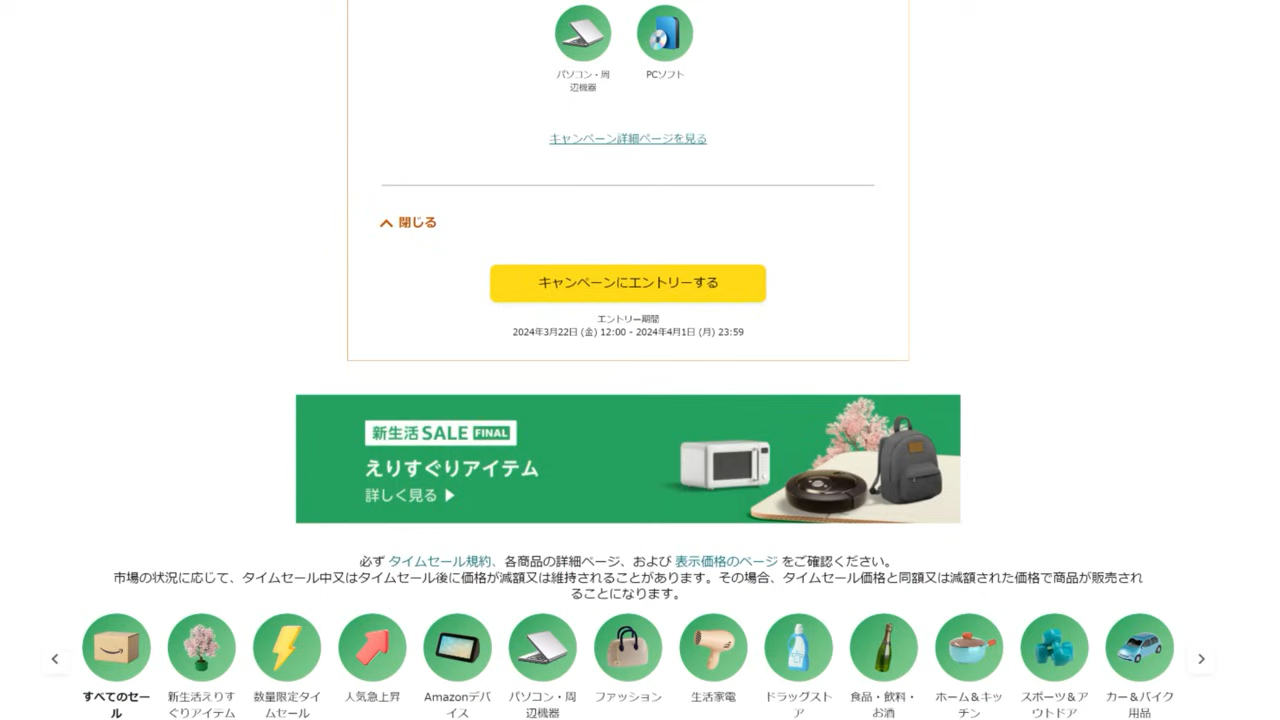 パソコン・周
辺機器
PCソフト
キャンペーン詳細ページを見る
閉じる
キャンペーンにエントリーする
エントリー期間
2024年3月22日 (金) 12:00 - 2024年4月1日 (月) 23:59
新生活SALE FINAL
えりすぐりアイテム
詳しく見る ▶
必ず タイムセール規約、各商品の詳細ページ、および 表示価格のページ をご確認ください。
市場の状況に応じて、タイムセール中又はタイムセール後に価格が減額又は維持されることがあります。その場合、タイムセール価格と同額又は減額された価格で商品が販売され
ることになります。
すべてのセー
ル
新生活えりす
ぐりアイテム
数量限定タイ
ムセール
人気急上昇
Amazonデバ
イス
パソコン・周
辺機器
ファッション
生活家電
ドラッグスト
ア
食品・飲料・
お酒
ホーム＆キッ
チン
スポーツ＆ア
ウトドア
カー＆バイク
用品